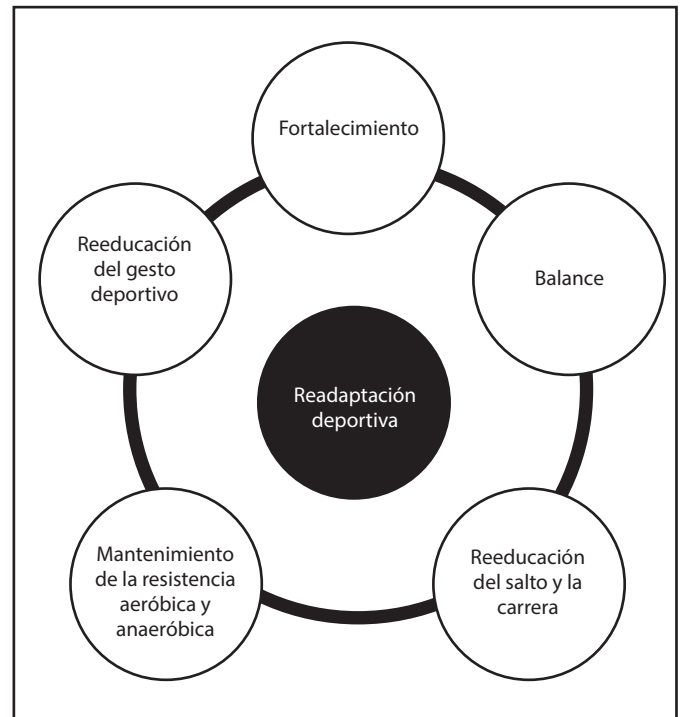 Fortalecimiento
Reeducación
del gesto
deportivo
Balance
Readaptación
deportiva
Mantenimiento
de la resistencia
aeróbica y
anaeróbica
Reeducación
del salto y la
carrera